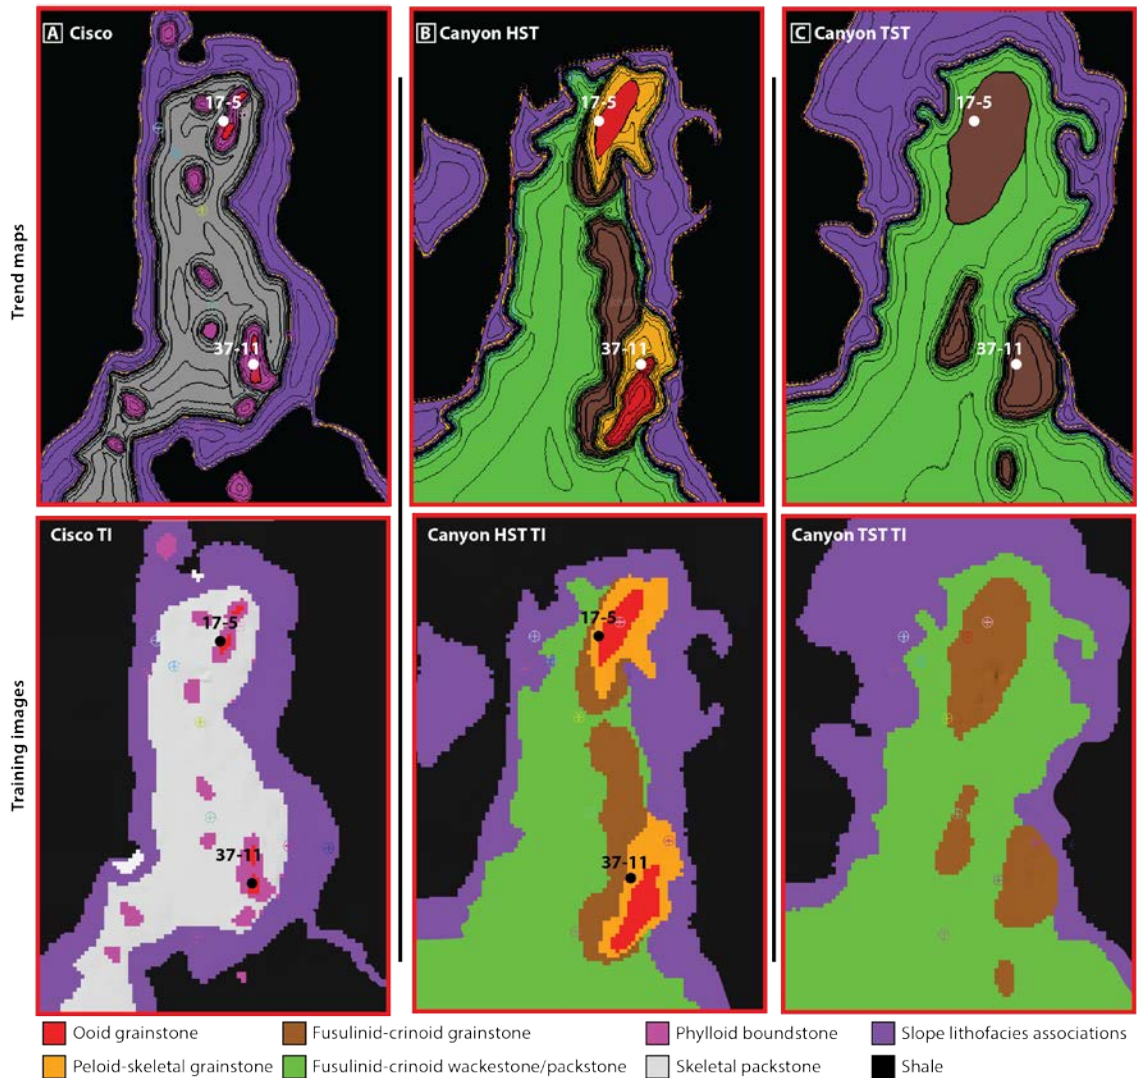 A Cisco
B Canyon HST
C Canyon TST
17-5
17-5
17-5
37-11
37-11
37-11
Trend maps
Cisco TI
Canyon HST TI
Canyon TST TI
17-5
17-5
37-11
37-11
Training images
Ooid grainstone
Fusulinid-crinoid grainstone
Phylloid boundstone
Slope lithofacies associations
Peloid-skeletal grainstone
Fusulinid-crinoid wackestone/packstone
Skeletal packstone
Shale